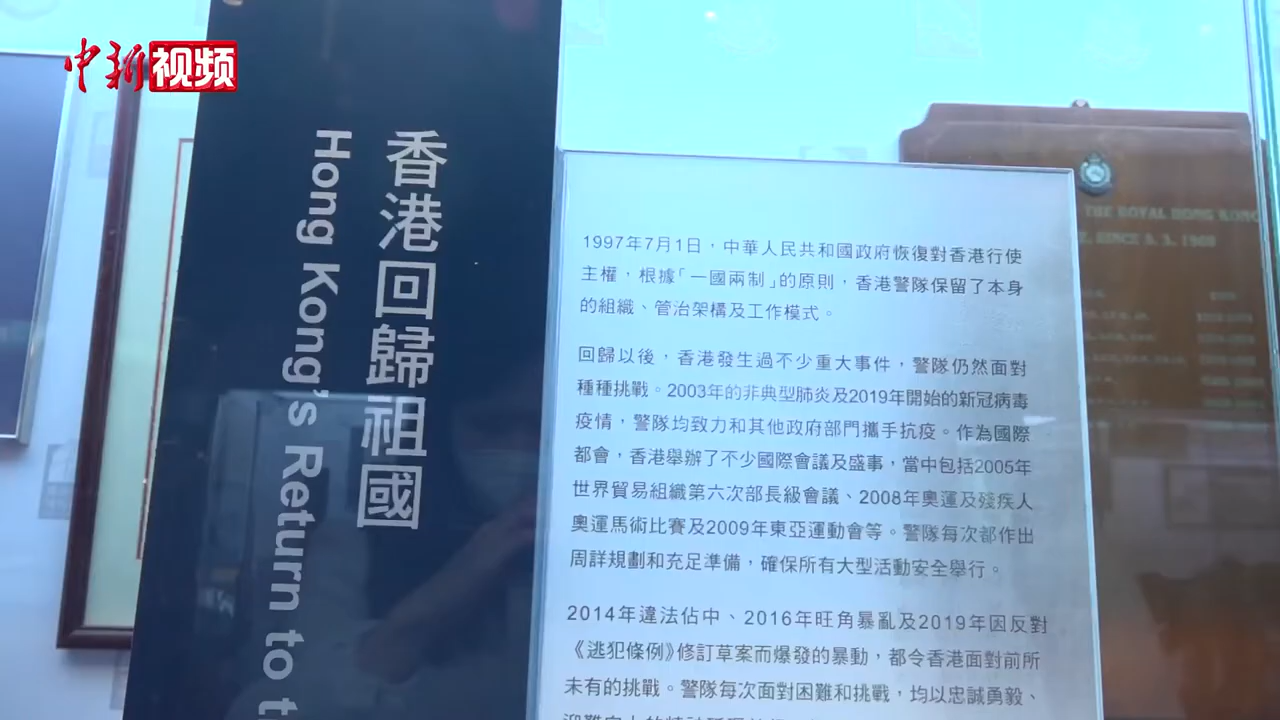 中新视频
香港回歸祖國
Hong Kong's Return to t
1997年7月1日，中華人民共和國政府恢復對香港行使
主權，根據「一國兩制」的原則，香港警隊保留了本身
的組織、管治架構及工作模式。
回歸以後，香港發生過不少重大事件，警隊仍然面對
種種挑戰。2003年的非典型肺炎及2019年開始的新冠病毒
疫情，警隊均致力和其他政府部門攜手抗疫。作為國際
都會，香港舉辦了不少國際會議及盛事，當中包括2005年
世界貿易組織第六次部長級會議、2008年奧運及殘疾人
奧運馬術比賽及2009年東亞運動會等。警隊每次都作出
周詳規劃和充足準備，確保所有大型活動安全舉行。
2014年違法佔中、2016年旺角暴亂及2019年因反對
《逃犯條例》修訂草案而爆發的暴動，都令香港面對前所
未有的挑戰。警隊每次面對困難和挑戰，均以忠誠勇毅、
THE ROYAL HONG KONG